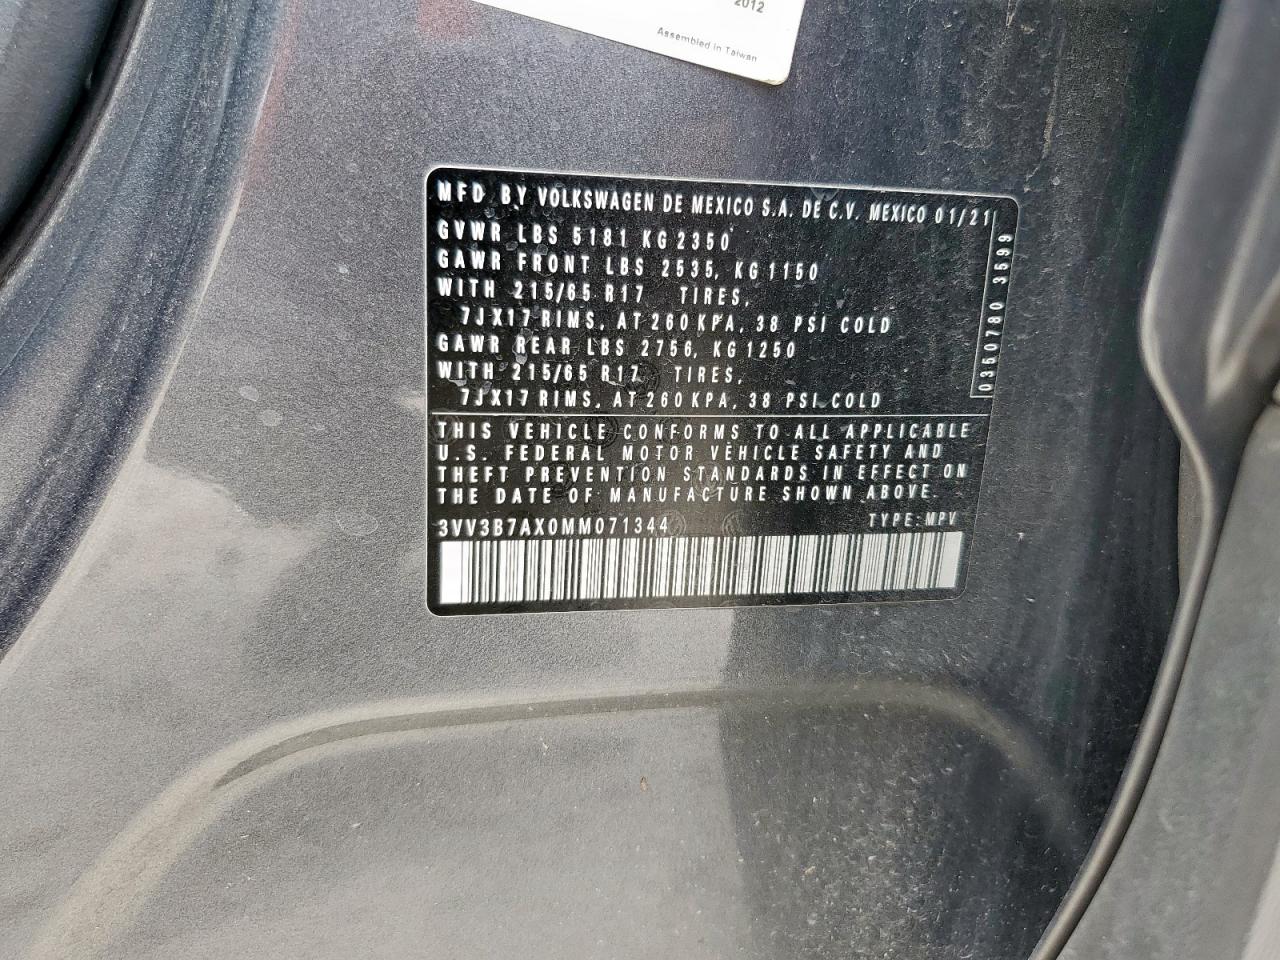 2012
Assembled in Taiwan
MFD BY VOLKSWAGEN DE MEXICO S.A. DE C.V. MEXICO 01/21
GVWR LBS 5181 KG 2350
GAWR FRONT LBS 2535, KG 1150
WITH 215/65 R17 TIRES,
7JX17 RIMS, AT 260 KPA, 38 PSI COLD
GAWR REAR LBS 2756, KG 1250
WITH 215/65 R17 TIRES,
7JX17 RIMS, AT 260 KPA, 38 PSI COLD
0350780 3599
THIS VEHICLE CONFORMS TO ALL APPLICABLE
U.S. FEDERAL MOTOR VEHICLE SAFETY AND
THEFT PREVENTION STANDARDS IN EFFECT ON
THE DATE OF MANUFACTURE SHOWN ABOVE.
3VV3B7AX0MM071344 TYPE: MPV